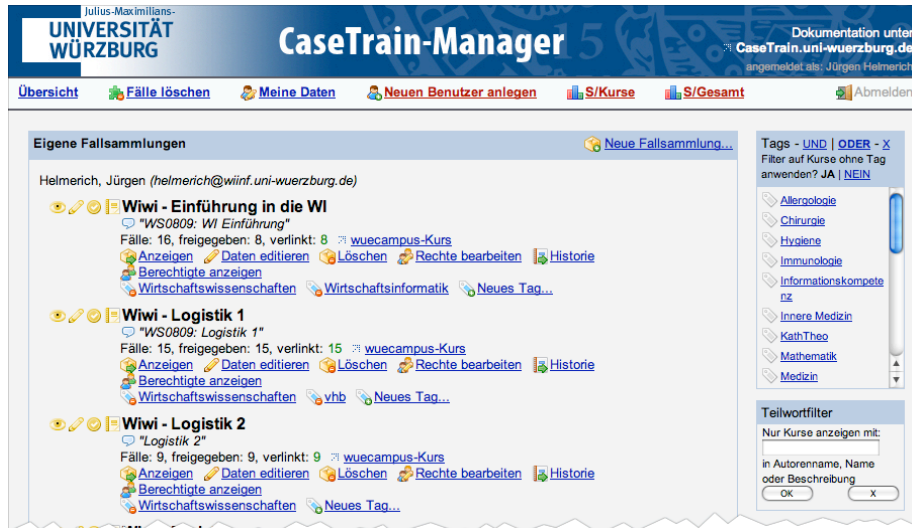 Julius-Maximilians-
UNIVERSITÄT
WÜRZBURG
CaseTrain-Manager
Dokumentation unter
CaseTrain.uni-wuerzburg.de
angemeldet als: Jürgen Helmerich
Übersicht Fälle löschen Meine Daten Neuen Benutzer anlegen S/Kurse S/Gesamt Abmelden
Eigene Fallsammlungen Neue Fallsammlung...
Helmerich, Jürgen (helmerich@wiinf.uni-wuerzburg.de)
Wiwi - Einführung in die WI
"WS0809: WI Einführung"
Fälle: 16, freigegeben: 8, verlinkt: 8 wuecampus-Kurs
Anzeigen Daten editieren Löschen Rechte bearbeiten Historie
Berechtigte anzeigen
Wirtschaftswissenschaften Wirtschaftsinformatik Neues Tag...
Wiwi - Logistik 1
"WS0809: Logistik 1"
Fälle: 15, freigegeben: 15, verlinkt: 15 wuecampus-Kurs
Anzeigen Daten editieren Löschen Rechte bearbeiten Historie
Berechtigte anzeigen
Wirtschaftswissenschaften vhb Neues Tag...
Wiwi - Logistik 2
"Logistik 2"
Fälle: 9, freigegeben: 9, verlinkt: 9 wuecampus-Kurs
Anzeigen Daten editieren Löschen Rechte bearbeiten Historie
Berechtigte anzeigen
Wirtschaftswissenschaften Neues Tag...
Tags - UND | ODER - X
Filter auf Kurse ohne Tag
anwenden? JA | NEIN
Allergologie
Chirurgie
Hygiene
Immunologie
Informationskompete
nz
Innere Medizin
KathTheo
Mathematik
Medizin
Teilwortfilter
Nur Kurse anzeigen mit:
in Autorenname, Name
oder Beschreibung
OK X